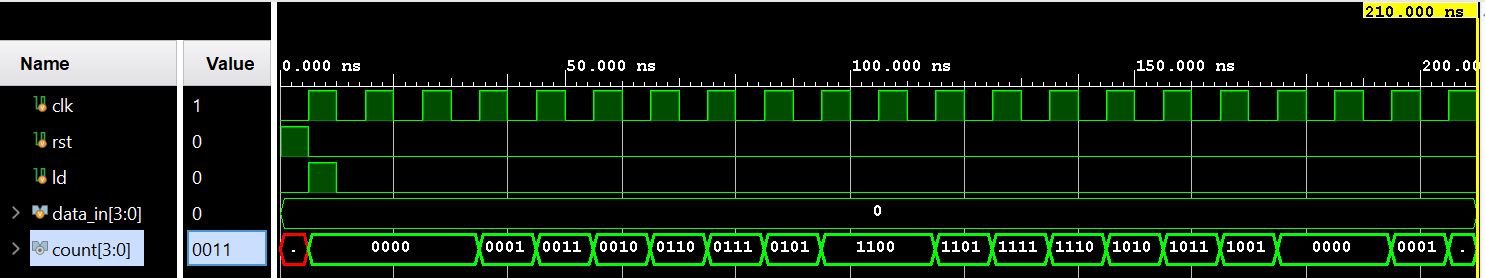 210.000 ns
Name Value
0.000 ns 50.000 ns 100.000 ns 150.000 ns 200.00
clk 1
rst 0
ld 0
data_in[3:0] 0 0
count[3:0] 0011 . 0000 0001 0011 0010 0110 0111 0101 1100 1101 1111 1110 1010 1011 1001 0000 0001 .